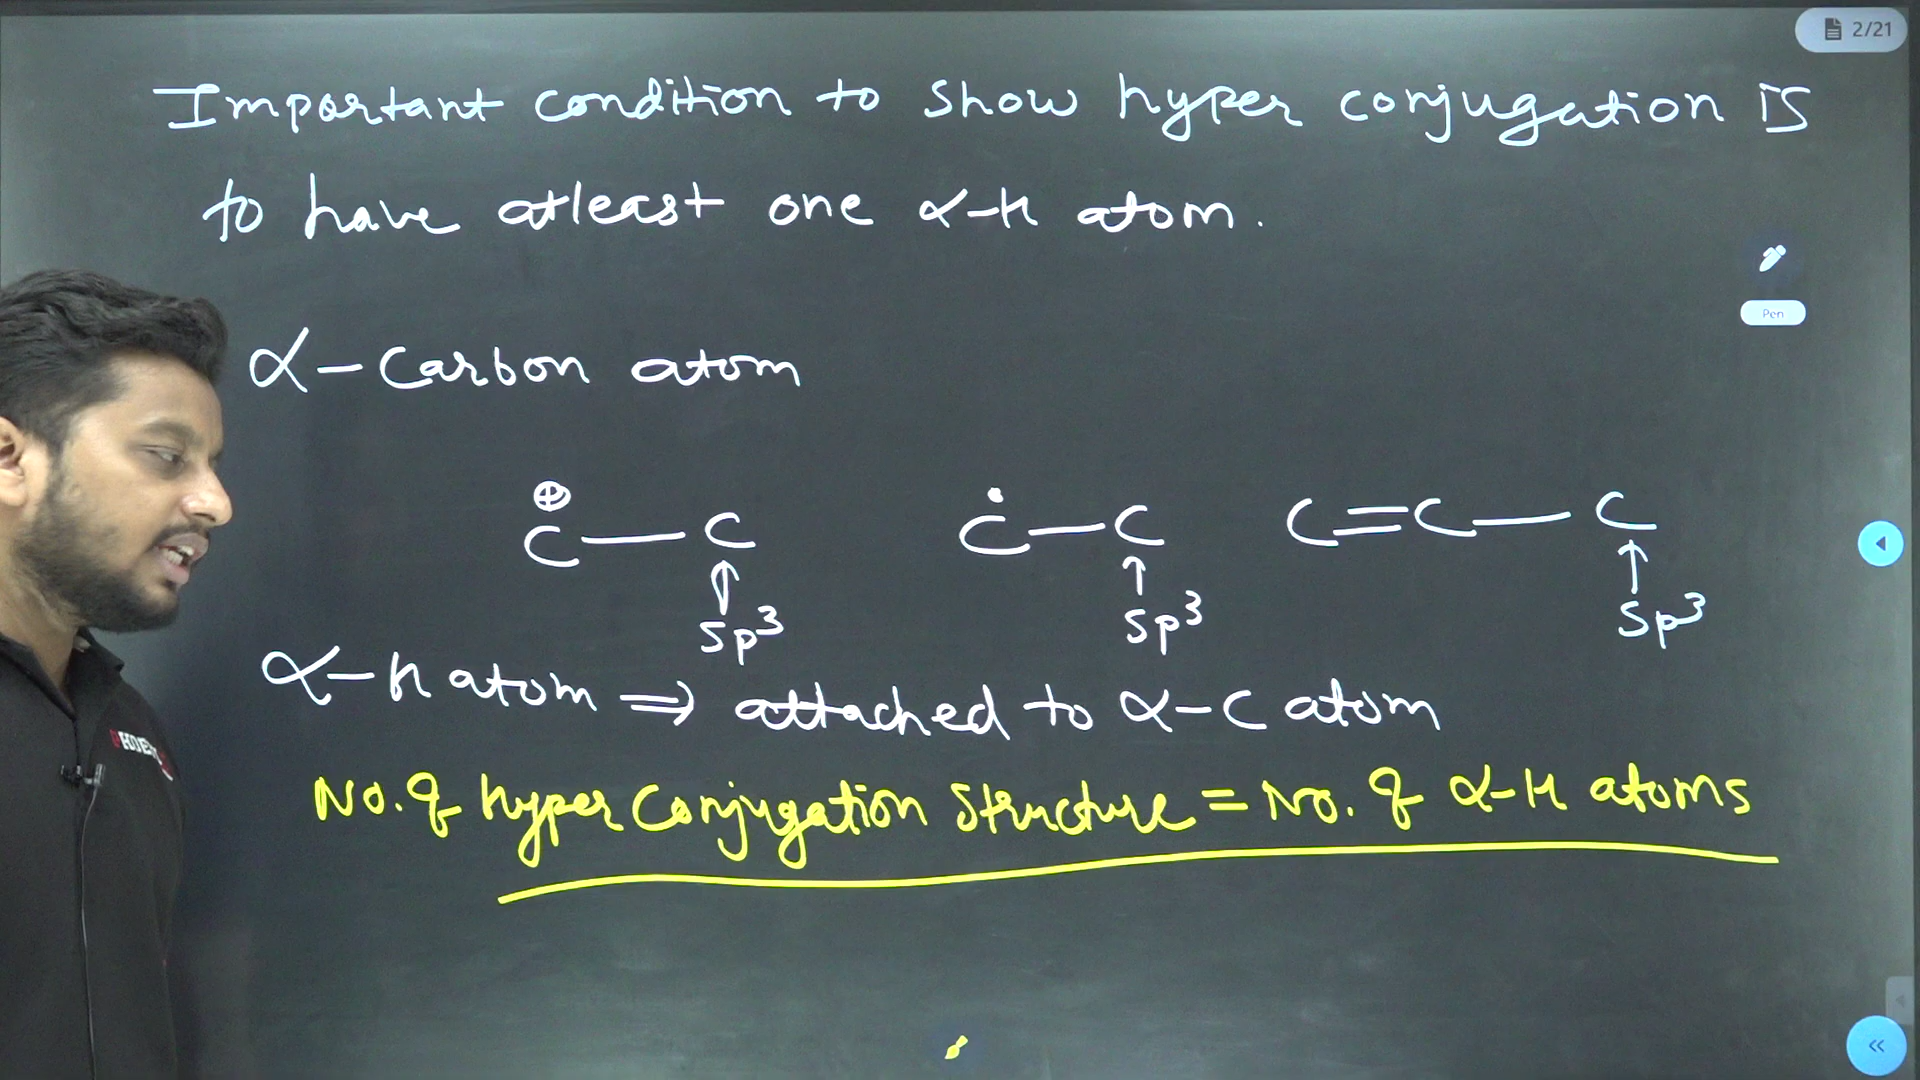 2/21
Important condition to show hyper conjugation is
to have atleast one α-H atom.
Pen
α-Carbon atom
⊕
C—C Ċ—C C=C—C
↑ ↑ ↑
sp³ sp³ sp³
α-H atom ⇒ attached to α-C atom
No. of hyper conjugation structure = No. of α-H atoms